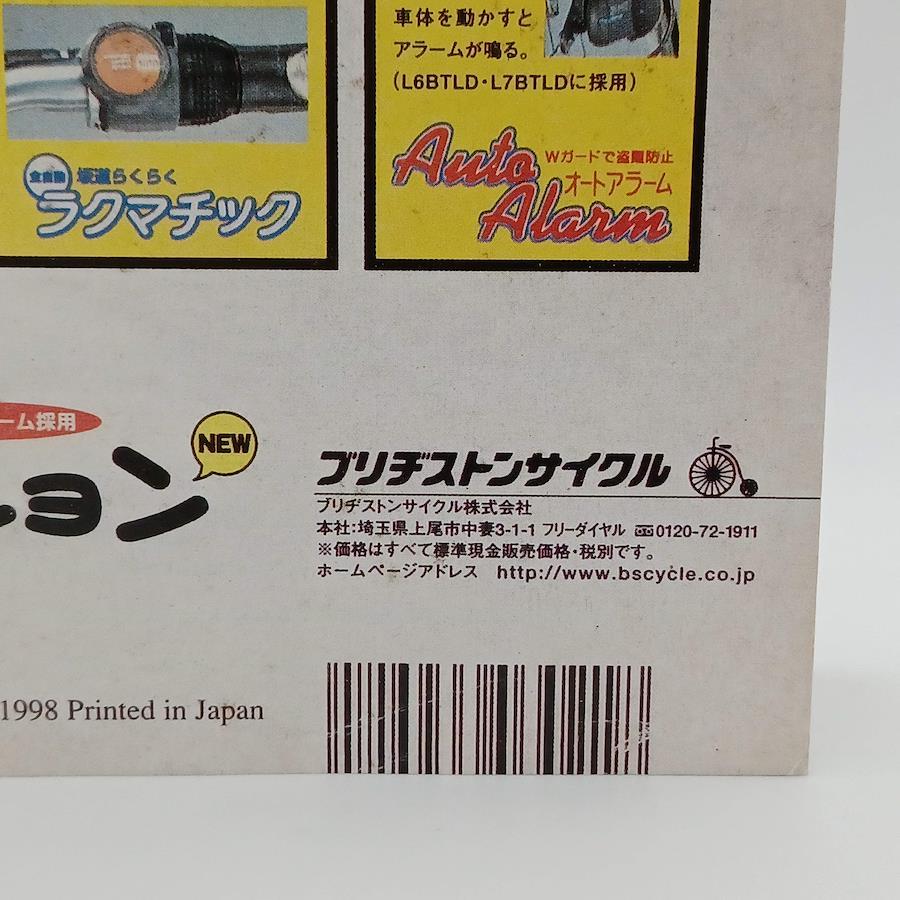 車体を動かすと
アラームが鳴る。
(L6BTLD・L7BTLDに採用)
全自動 坂道らくらく
ラクマチック
Auto
Wガードで盗難防止
オートアラーム
Alarm
ーム採用
NEW
ョン
ブリヂストンサイクル
ブリヂストンサイクル株式会社
本社:埼玉県上尾市中妻3-1-1 フリーダイヤル 0120-72-1911
※価格はすべて標準現金販売価格・税別です。
ホームページアドレス http://www.bscycle.co.jp
1998 Printed in Japan